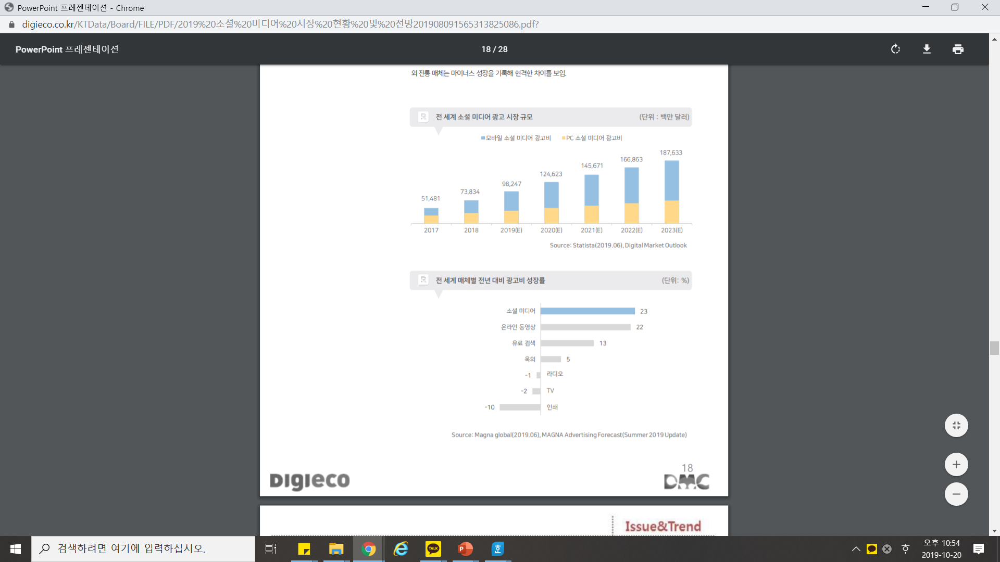 PowerPoint 프레젠테이션 - Chrome
digieco.co.kr/KTData/Board/FILE/PDF/2019%20소셜%20미디어%20시장%20현황%20및%20전망201908091565313825086.pdf?
PowerPoint 프레젠테이션
18 / 28
외 전통 매체는 마이너스 성장을 기록해 현격한 차이를 보임.
R 전 세계 소셜 미디어 광고 시장 규모 (단위 : 백만 달러)
모바일 소셜 미디어 광고비 PC 소셜 미디어 광고비
51,481 73,834 98,247 124,623 145,671 166,863 187,633
2017 2018 2019(E) 2020(E) 2021(E) 2022(E) 2023(E)
Source: Statista(2019.06), Digital Market Outlook
R 전 세계 매체별 전년 대비 광고비 성장률 (단위: %)
소셜 미디어 23
온라인 동영상 22
유료 검색 13
옥외 5
-1 라디오
-2 TV
-10 인쇄
Source: Magna global(2019.06), MAGNA Advertising Forecast(Summer 2019 Update)
18
DIGIECO DMC
Issue&Trend
검색하려면 여기에 입력하십시오.
TALK
P
호
오후 10:54
2019-10-20